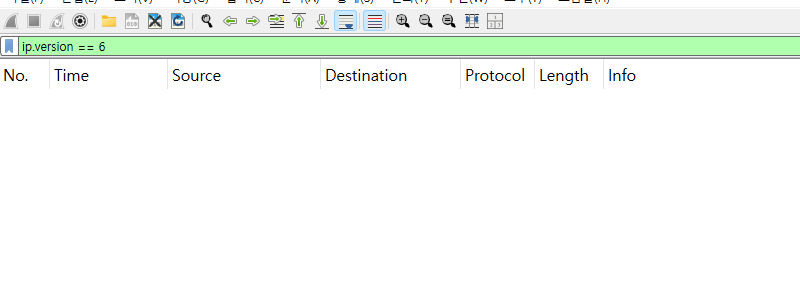 ip.version == 6
No. Time Source Destination Protocol Length Info